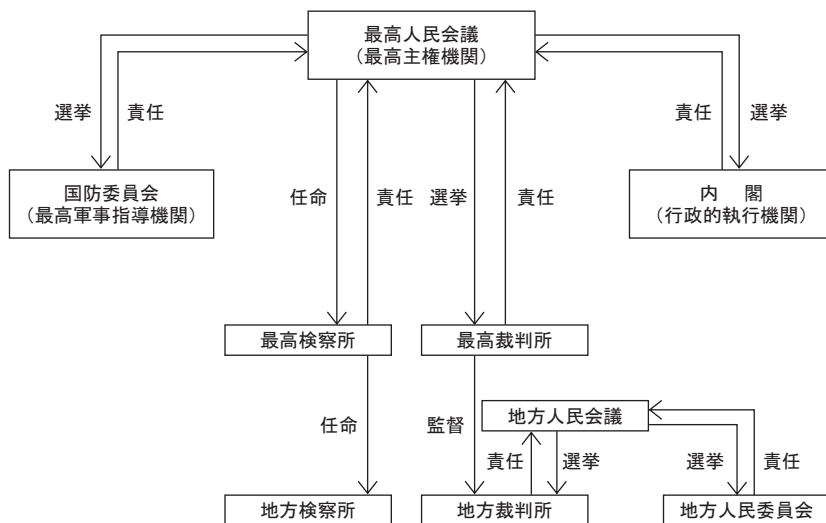 最高人民会議
（最高主権機関）
選挙
責任
責任
選挙
国防委員会
（最高軍事指導機関）
任命
責任
選挙
責任
内　閣
（行政的執行機関）
最高検察所
最高裁判所
任命
監督
地方人民会議
責任
選挙
選挙
責任
地方検察所
地方裁判所
地方人民委員会